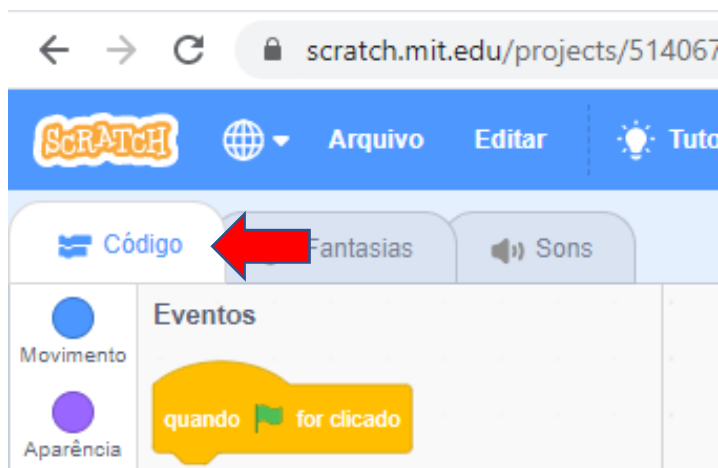 scratch.mit.edu/projects/514067
SCRATCH Arquivo Editar Tuto
Código Fantasias Sons
Eventos
Movimento
quando for clicado
Aparência